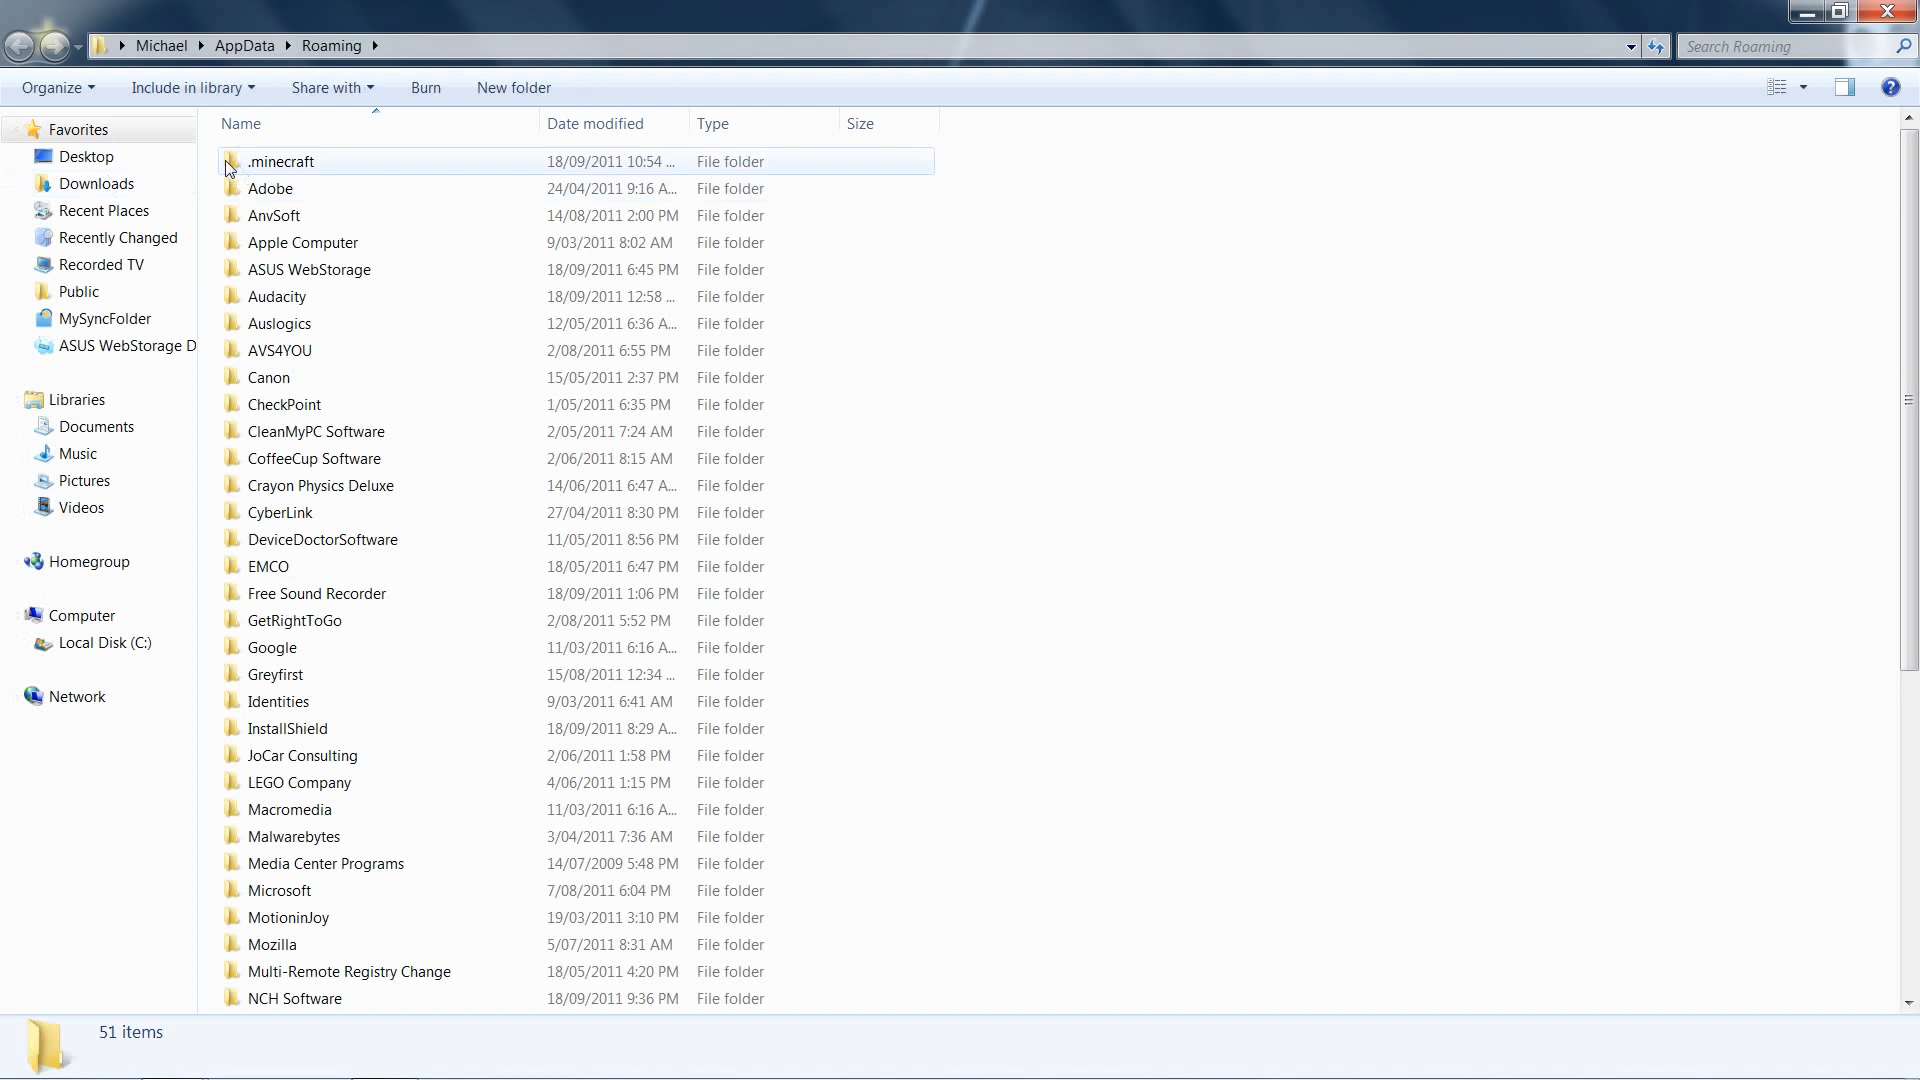 Michael AppData Roaming
Search Roaming
Organize Include in library Share with Burn New folder
Name Date modified Type Size
Favorites
Desktop
Downloads
Recent Places
Recently Changed
Recorded TV
Public
MySyncFolder
ASUS WebStorage D
Libraries
Documents
Music
Pictures
Videos
Homegroup
Computer
Local Disk (C:)
Network
.minecraft 18/09/2011 10:54 ... File folder
Adobe 24/04/2011 9:16 A... File folder
AnvSoft 14/08/2011 2:00 PM File folder
Apple Computer 9/03/2011 8:02 AM File folder
ASUS WebStorage 18/09/2011 6:45 PM File folder
Audacity 18/09/2011 12:58 ... File folder
Auslogics 12/05/2011 6:36 A... File folder
AVS4YOU 2/08/2011 6:55 PM File folder
Canon 15/05/2011 2:37 PM File folder
CheckPoint 1/05/2011 6:35 PM File folder
CleanMyPC Software 2/05/2011 7:24 AM File folder
CoffeeCup Software 2/06/2011 8:15 AM File folder
Crayon Physics Deluxe 14/06/2011 6:47 A... File folder
CyberLink 27/04/2011 8:30 PM File folder
DeviceDoctorSoftware 11/05/2011 8:56 PM File folder
EMCO 18/05/2011 6:47 PM File folder
Free Sound Recorder 18/09/2011 1:06 PM File folder
GetRightToGo 2/08/2011 5:52 PM File folder
Google 11/03/2011 6:16 A... File folder
Greyfirst 15/08/2011 12:34 ... File folder
Identities 9/03/2011 6:41 AM File folder
InstallShield 18/09/2011 8:29 A... File folder
JoCar Consulting 2/06/2011 1:58 PM File folder
LEGO Company 4/06/2011 1:15 PM File folder
Macromedia 11/03/2011 6:16 A... File folder
Malwarebytes 3/04/2011 7:36 AM File folder
Media Center Programs 14/07/2009 5:48 PM File folder
Microsoft 7/08/2011 6:04 PM File folder
MotioninJoy 19/03/2011 3:10 PM File folder
Mozilla 5/07/2011 8:31 AM File folder
Multi-Remote Registry Change 18/05/2011 4:20 PM File folder
NCH Software 18/09/2011 9:36 PM File folder
51 items